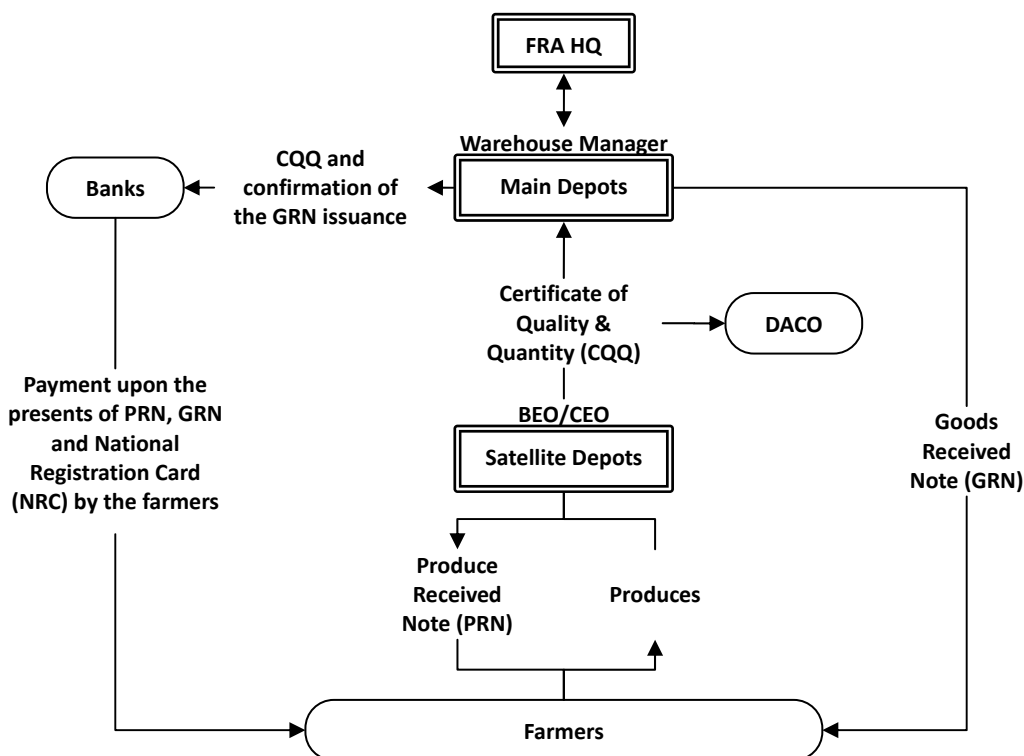 FRA HQ
Warehouse Manager
Main Depots
CQQ and
confirmation of
the GRN issuance
Banks
Certificate of
Quality &
Quantity (CQQ)
DACO
Payment upon the
presents of PRN, GRN
and National
Registration Card
(NRC) by the farmers
BEO/CEO
Satellite Depots
Goods
Received
Note (GRN)
Produce
Received
Note (PRN)
Produces
Farmers